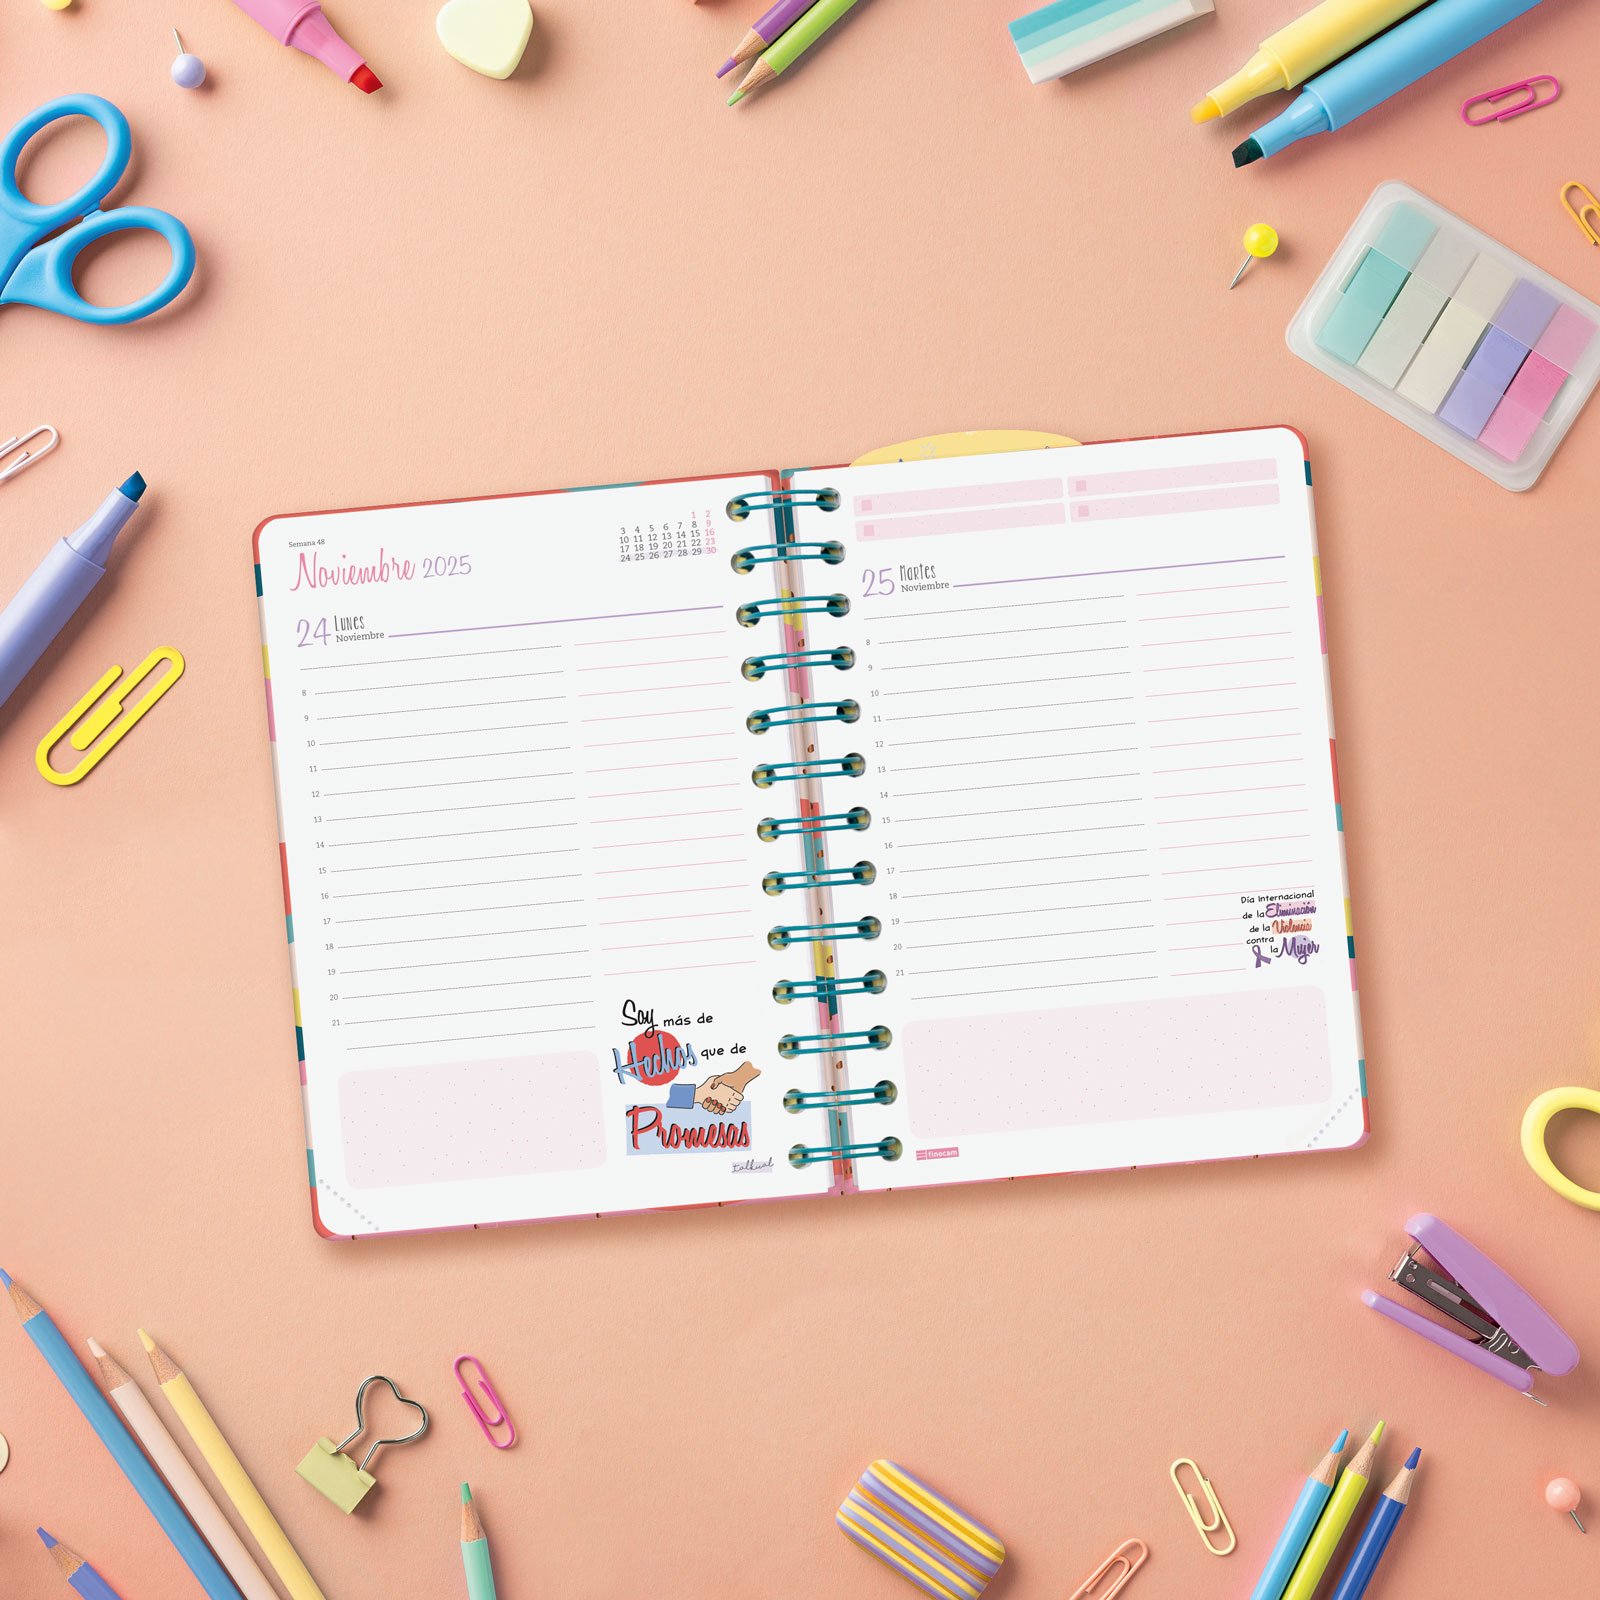 Semana 48
Noviembre 2025
1 2
3 4 5 6 7 8 9
10 11 12 13 14 15 16
17 18 19 20 21 22 23
24 25 26 27 28 29 30
24 Lunes
Noviembre
8
9
10
11
12
13
14
15
16
17
18
19
20
21
Soy más de
Hechos que de
Promesas
talkual
25 Martes
Noviembre
8
9
10
11
12
13
14
15
16
17
18
19
20
21
Día Internacional
de la Eliminación
de la Violencia
contra
la Mujer
finocam